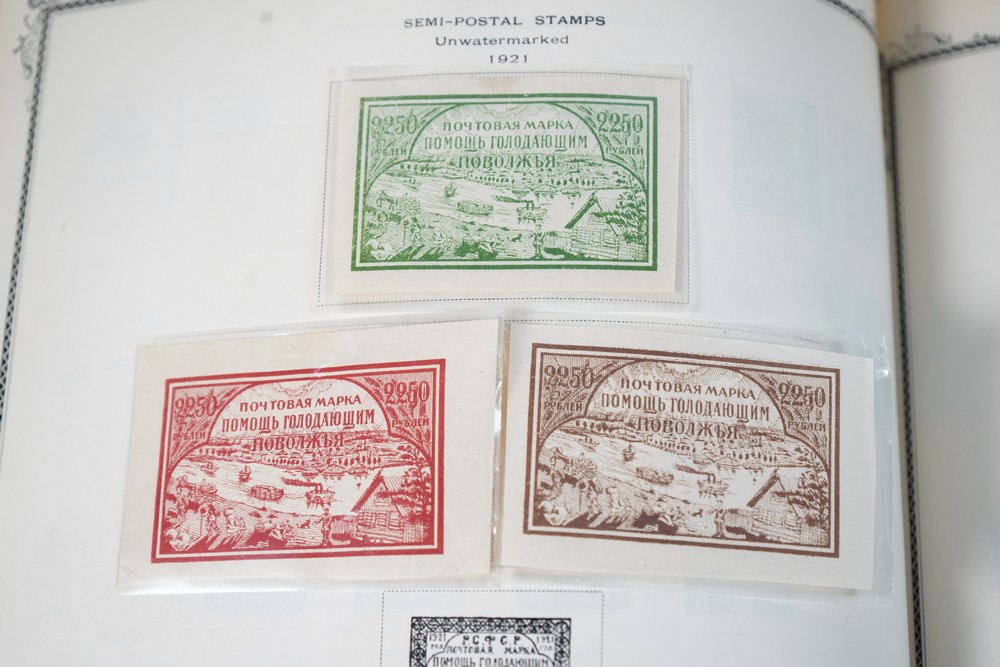 SEMI-POSTAL STAMPS
Unwatermarked
1921
2250 2250
РУБЛЕЙ РУБЛЕЙ
ПОЧТОВАЯ МАРКА
ПОМОЩЬ ГОЛОДАЮЩИМ
ПОВОЛЖЬЯ
2250 2250
РУБЛЕЙ РУБЛЕЙ
ПОЧТОВАЯ МАРКА
ПОМОЩЬ ГОЛОДАЮЩИМ
ПОВОЛЖЬЯ
2250 2250
РУБЛЕЙ РУБЛЕЙ
ПОЧТОВАЯ МАРКА
ПОМОЩЬ ГОЛОДАЮЩИМ
ПОВОЛЖЬЯ
1921 Р.С.Ф.С.Р. 1921
ГОД ГОД
ПОЧТОВАЯ МАРКА
ПОМОЩЬ ГОЛОДАЮЩИМ